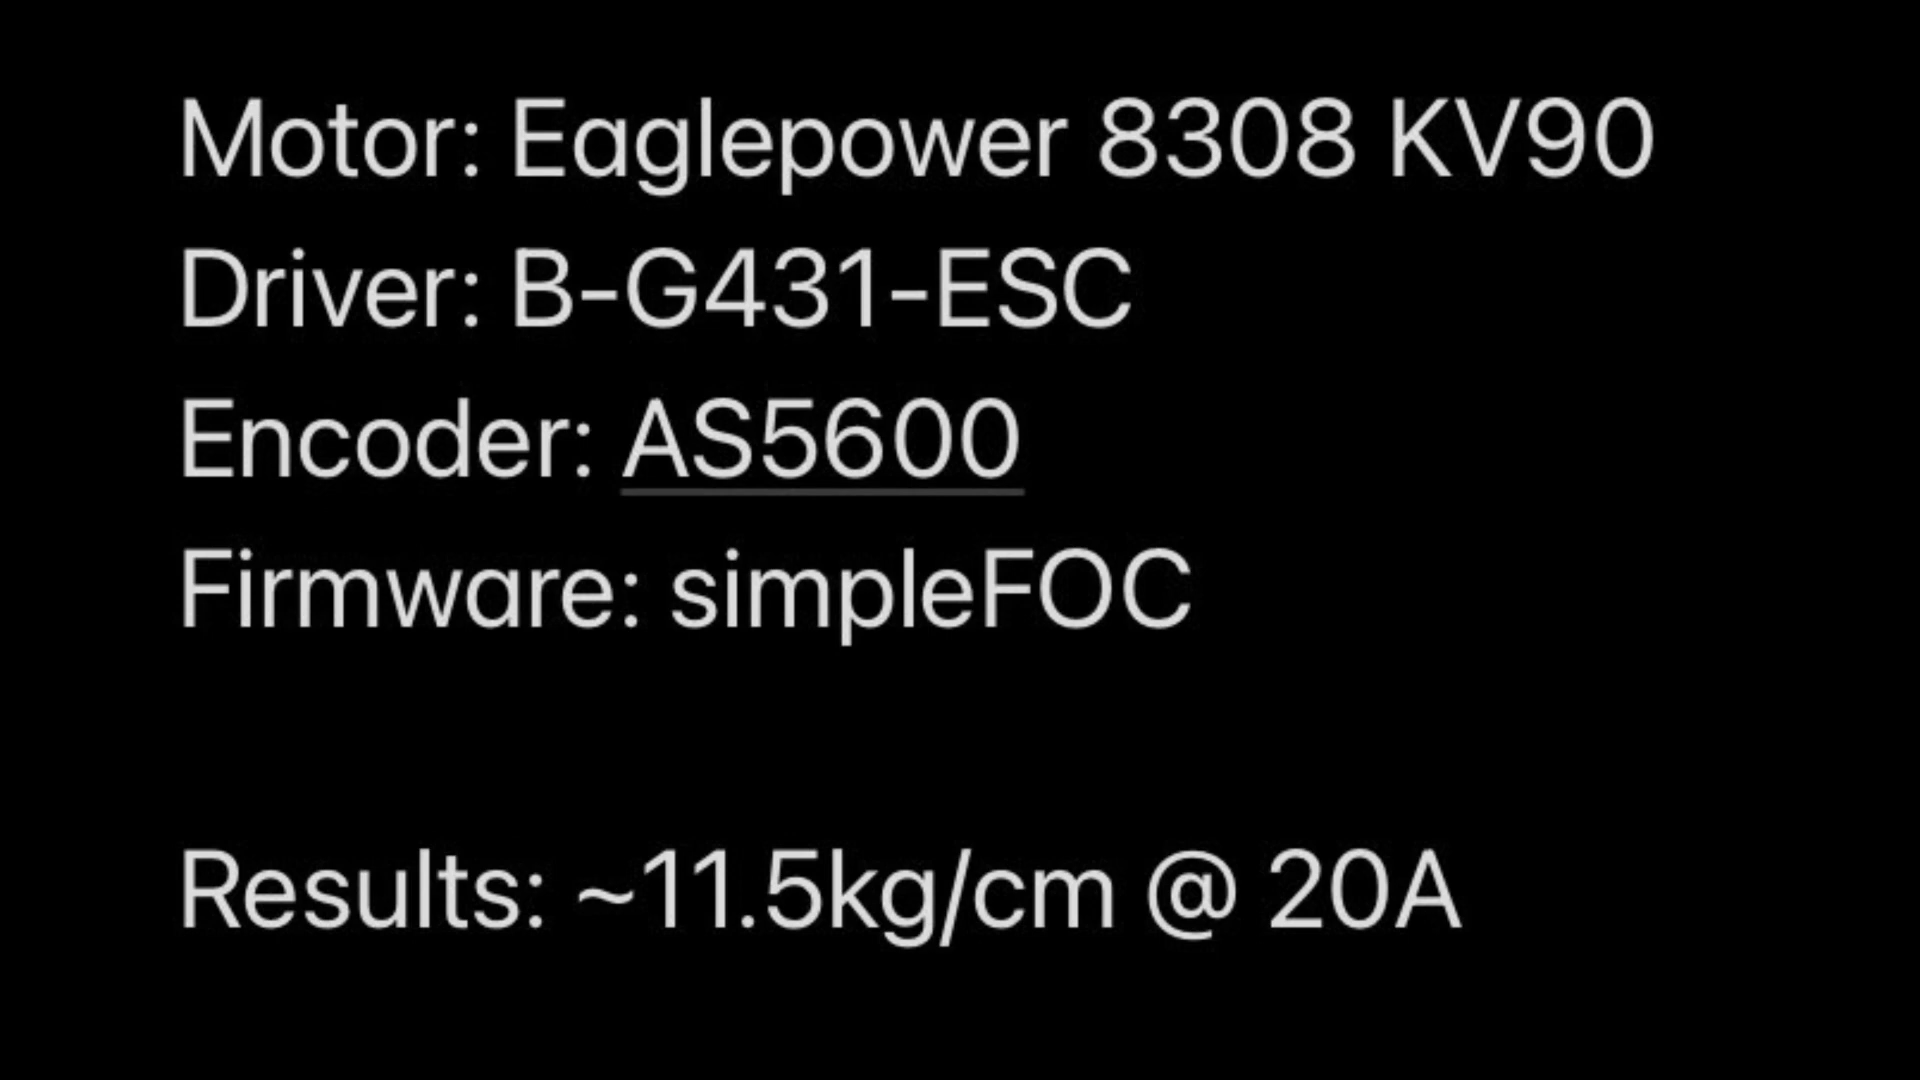 Motor: Eaglepower 8308 KV90
Driver: B-G431-ESC
Encoder: AS5600
Firmware: simpleFOC
Results: ~11.5kg/cm @ 20A